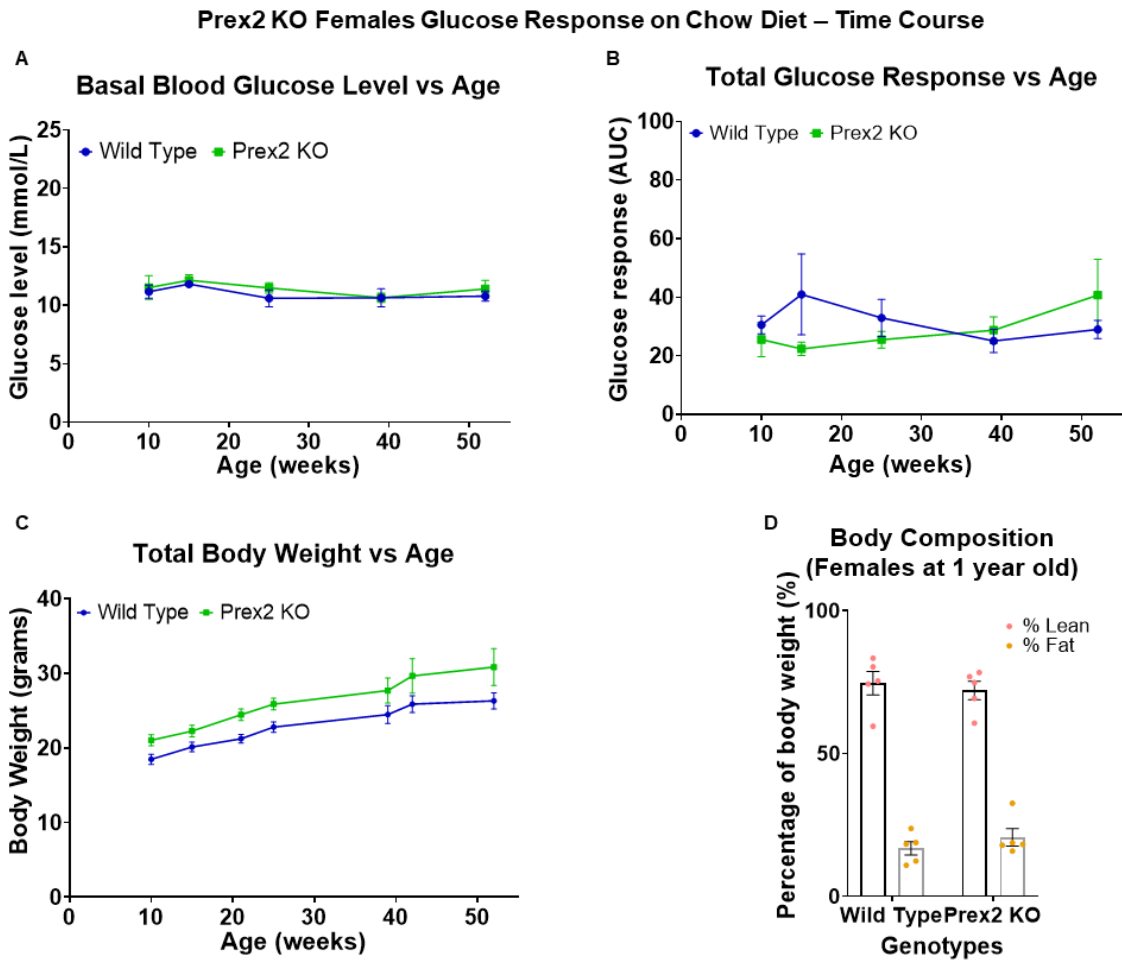 Prex2 KO Females Glucose Response on Chow Diet – Time Course
A
Basal Blood Glucose Level vs Age
Wild Type
Prex2 KO
Glucose level (mmol/L)
25
20
15
10
5
0
0 10 20 30 40 50
Age (weeks)
B
Total Glucose Response vs Age
Wild Type
Prex2 KO
Glucose response (AUC)
100
80
60
40
20
0
0 10 20 30 40 50
Age (weeks)
C
Total Body Weight vs Age
Wild Type
Prex2 KO
Body Weight (grams)
40
30
20
10
0
0 10 20 30 40 50
Age (weeks)
D
Body Composition
(Females at 1 year old)
% Lean
% Fat
Percentage of body weight (%)
100
50
0
Wild Type Prex2 KO
Genotypes